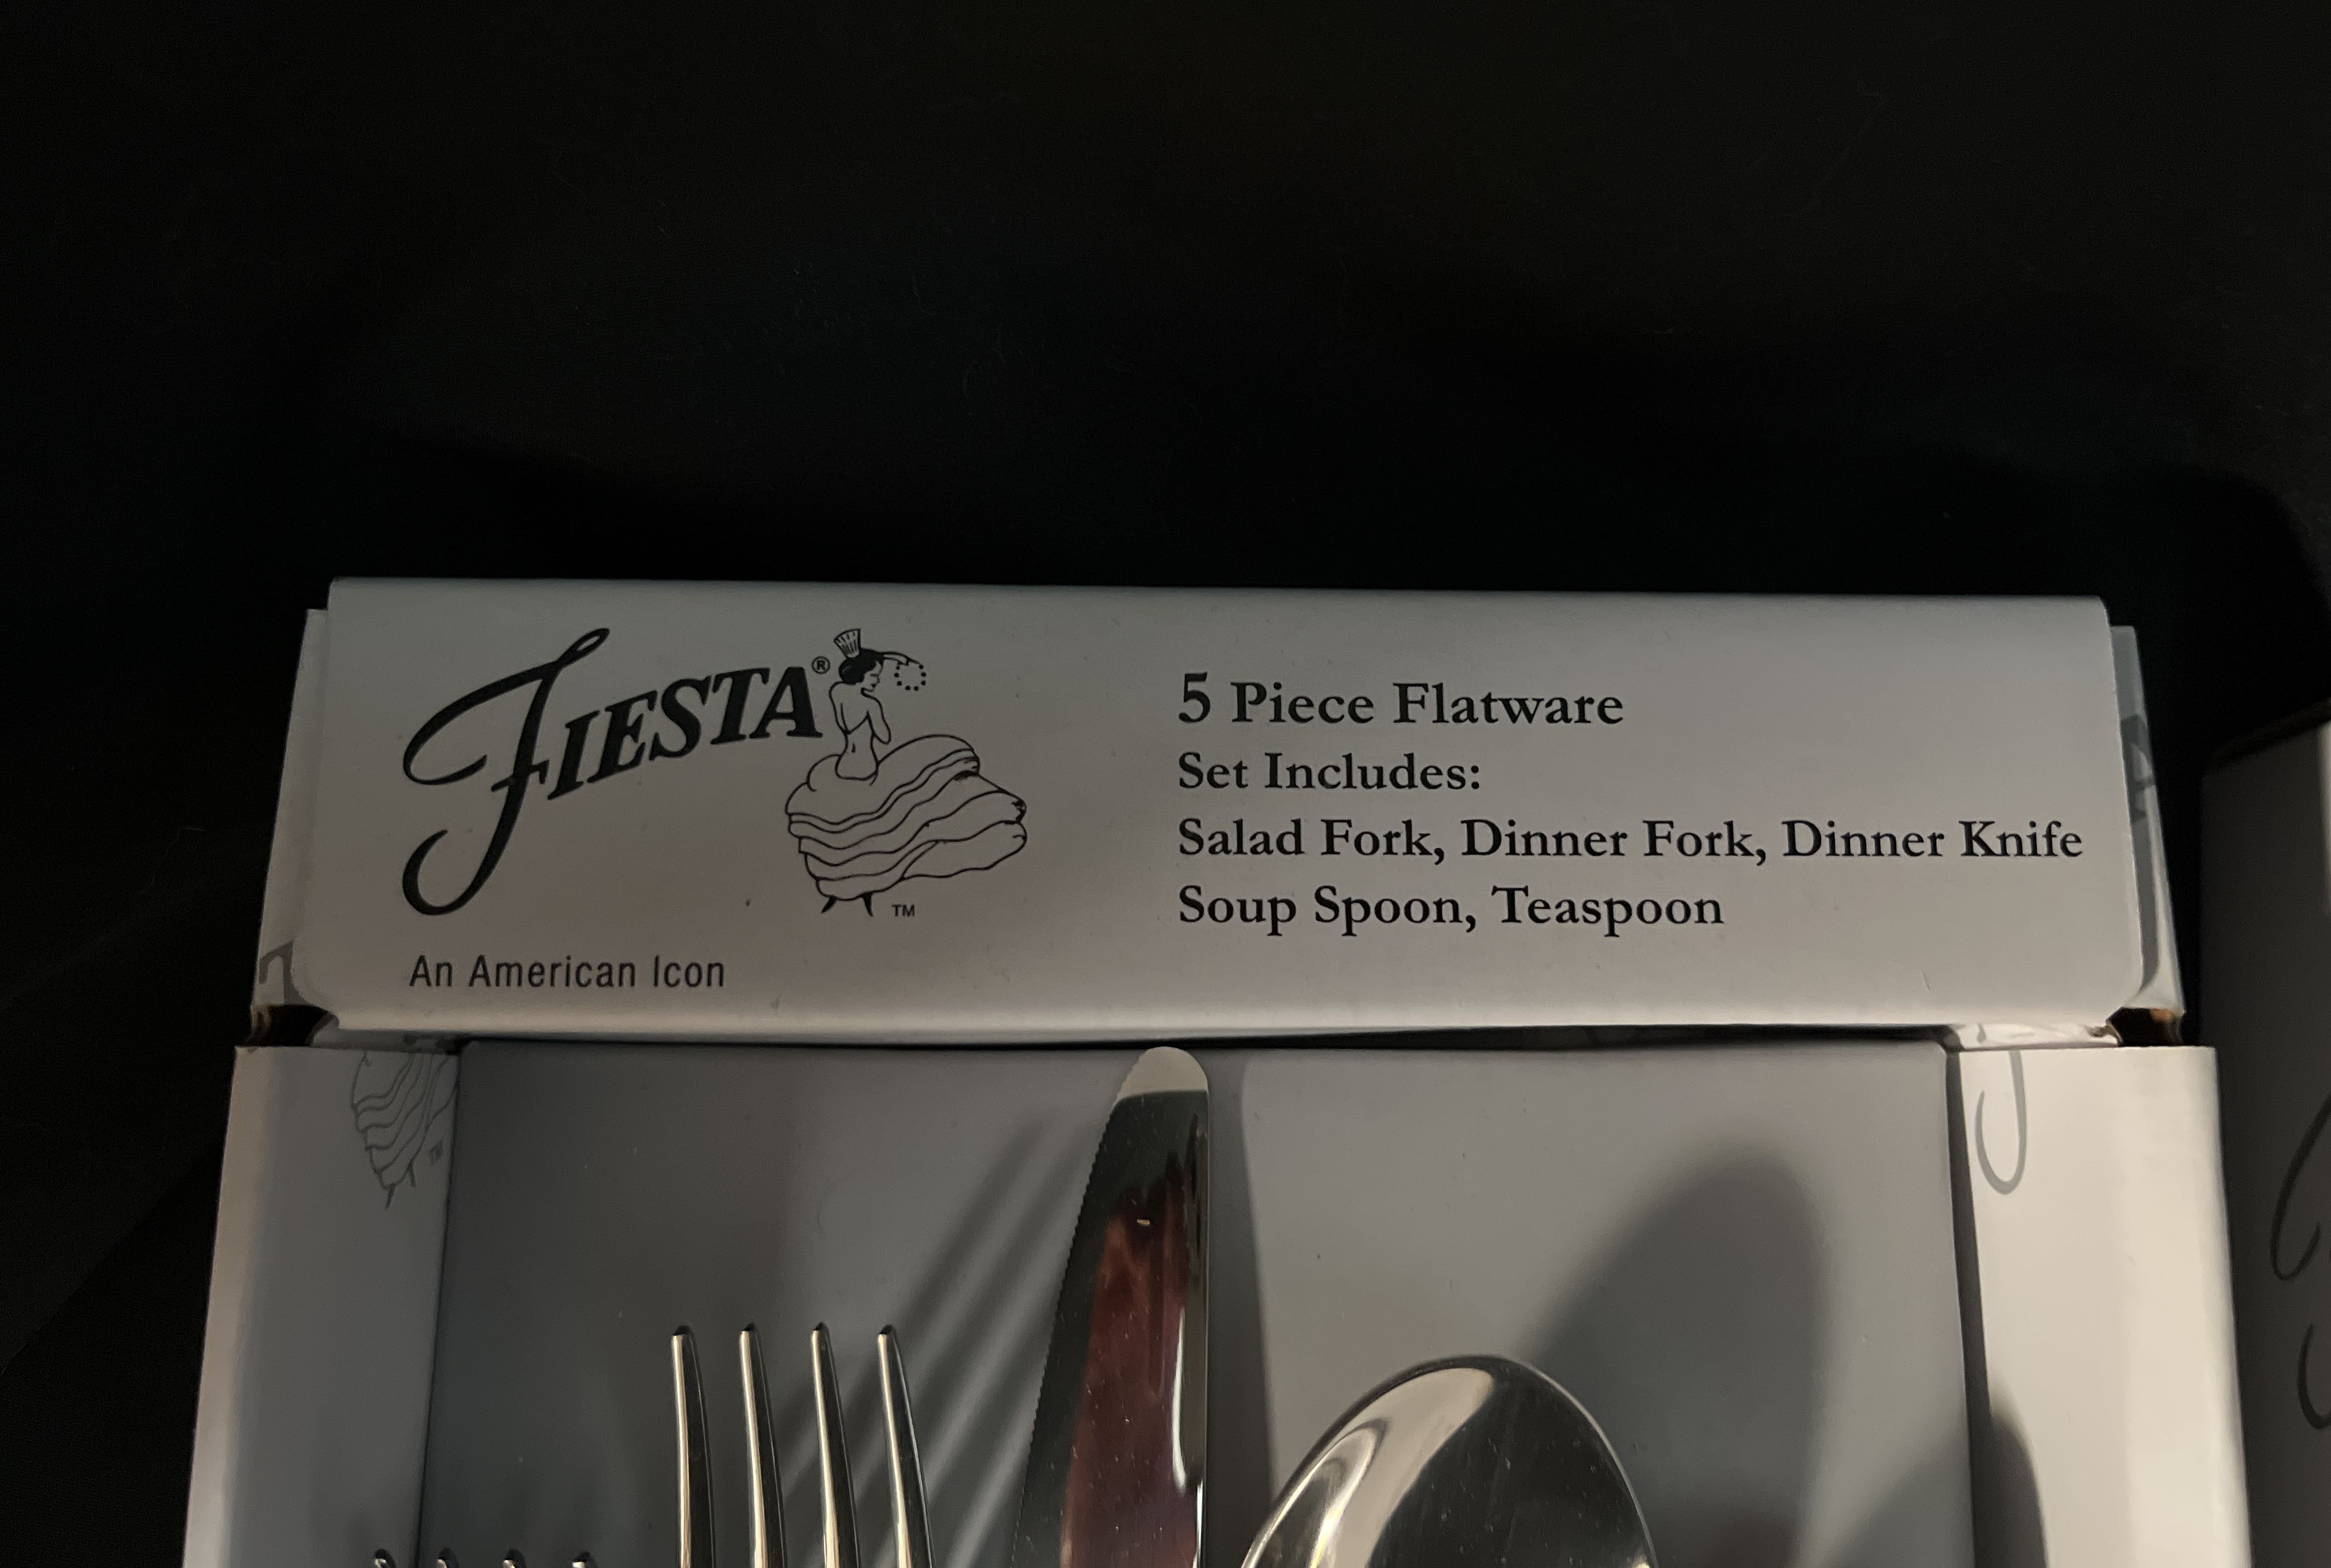 FIESTA®
TM
An American Icon
5 Piece Flatware
Set Includes:
Salad Fork, Dinner Fork, Dinner Knife
Soup Spoon, Teaspoon
TM